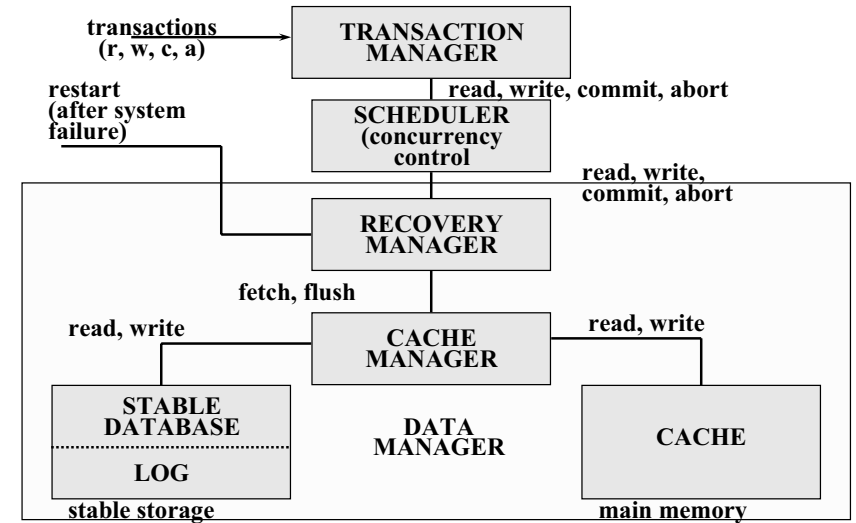 transactions
(r, w, c, a)
TRANSACTION
MANAGER
restart
(after system
failure)
read, write, commit, abort
SCHEDULER
(concurrency
control
read, write,
commit, abort
RECOVERY
MANAGER
fetch, flush
read, write
CACHE
MANAGER
read, write
STABLE
DATABASE
LOG
stable storage
DATA
MANAGER
CACHE
main memory